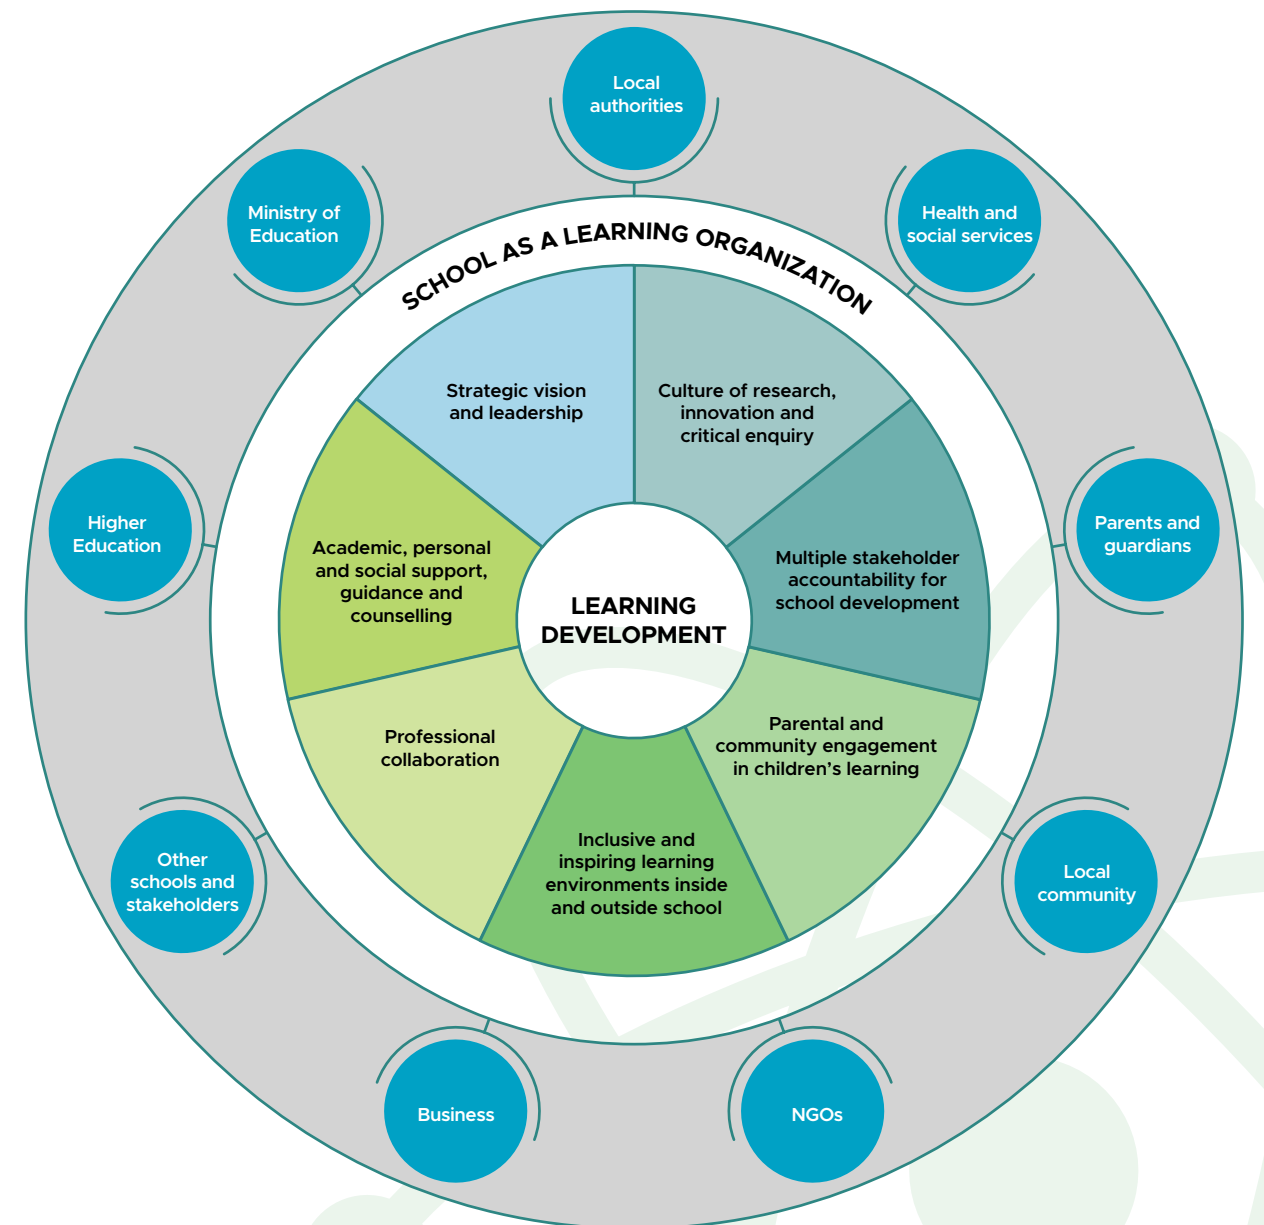 Local
authorities
Ministry of
Education
Health and
social services
SCHOOL AS A LEARNING ORGANIZATION
Strategic vision
and leadership
Culture of research,
innovation and
critical enquiry
Higher
Education
Academic, personal
and social support,
guidance and
counselling
LEARNING
DEVELOPMENT
Multiple stakeholder
accountability for
school development
Parents and
guardians
Professional
collaboration
Parental and
community engagement
in children’s learning
Inclusive and
inspiring learning
environments inside
and outside school
Other
schools and
stakeholders
Local
community
Business
NGOs